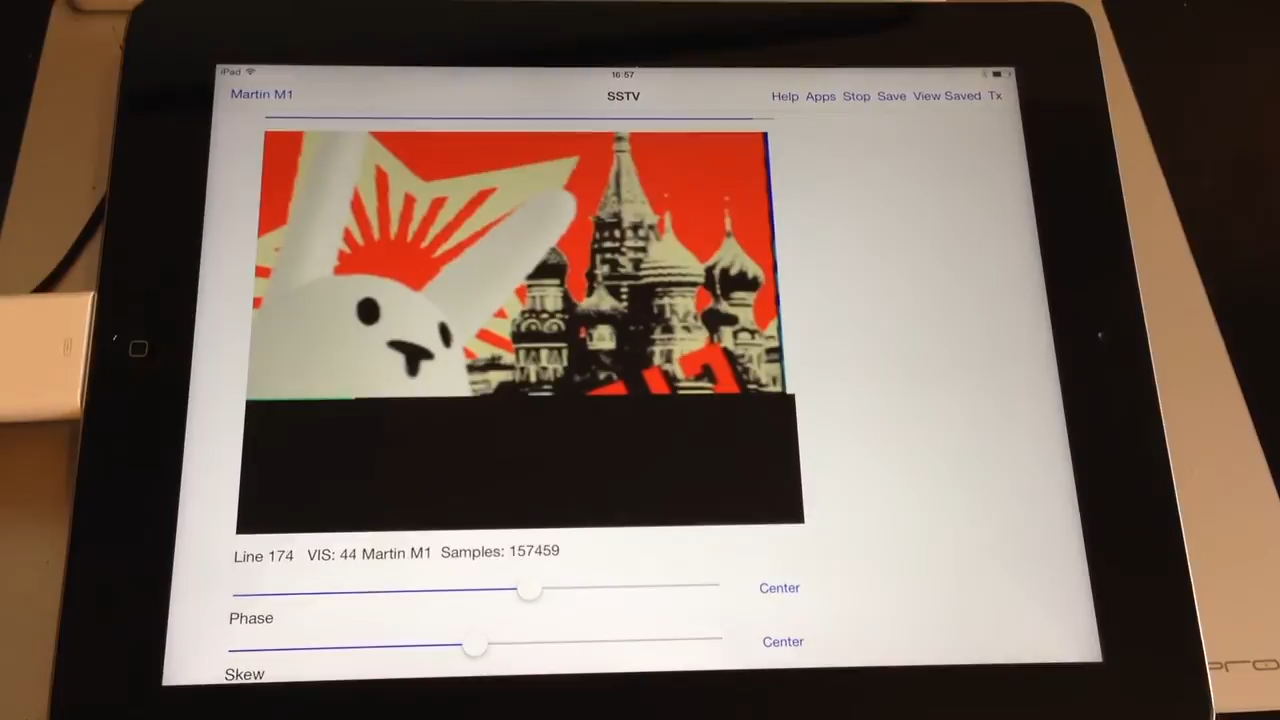 iPad 16:57
Martin M1 SSTV Help Apps Stop Save View Saved Tx
Line 174 VIS: 44 Martin M1 Samples: 157459
Center
Phase
Center
Skew